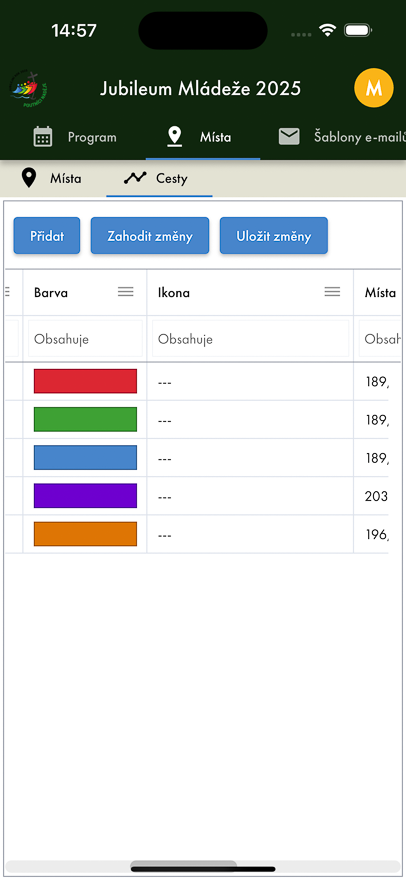 14:57
Jubileum Mládeže 2025
M
Program
Místa
Šablony e-mailů
Místa
Cesty
Přidat
Zahodit změny
Uložit změny
Barva
Ikona
Místa
Obsahuje
Obsahuje
Obsah
---
189,
---
189,
---
189,
---
203
---
196,